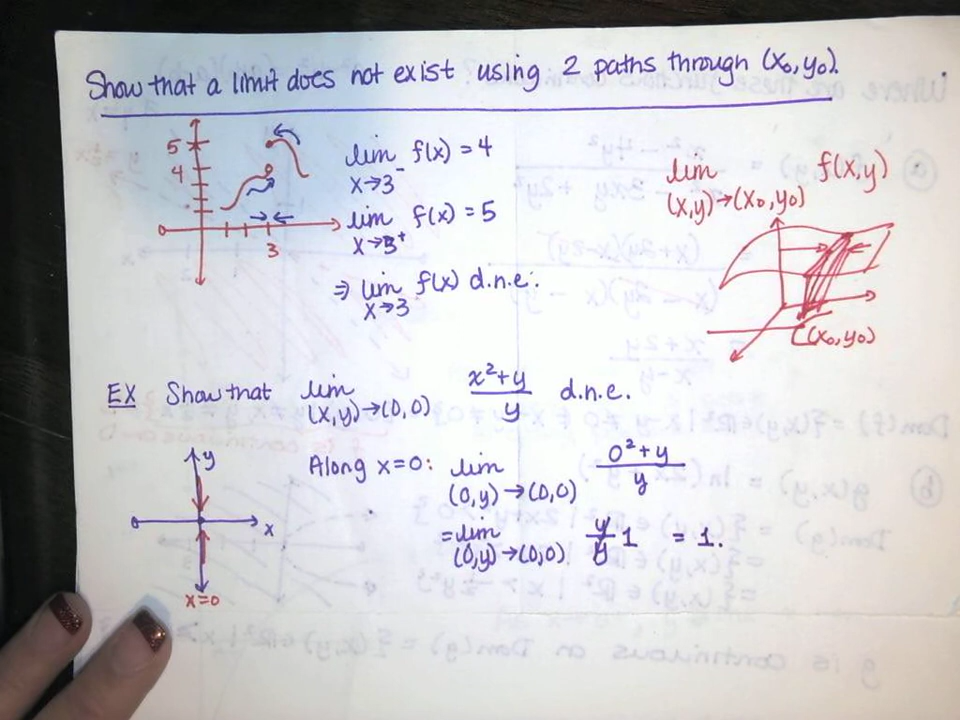 Show that a limit does not exist using 2 paths through (x₀,y₀).
5
4
3
lim f(x) = 4
x→3⁻
lim f(x) = 5
x→3⁺
⇒ lim f(x) d.n.e.
x→3
lim f(x,y)
(x,y)→(x₀,y₀)
(x₀,y₀)
EX Show that lim x²+y / y d.n.e.
(x,y)→(0,0)
y
x
x=0
Along x=0: lim 0²+y / y
(0,y)→(0,0)
= lim y/y 1 = 1.
(0,y)→(0,0)